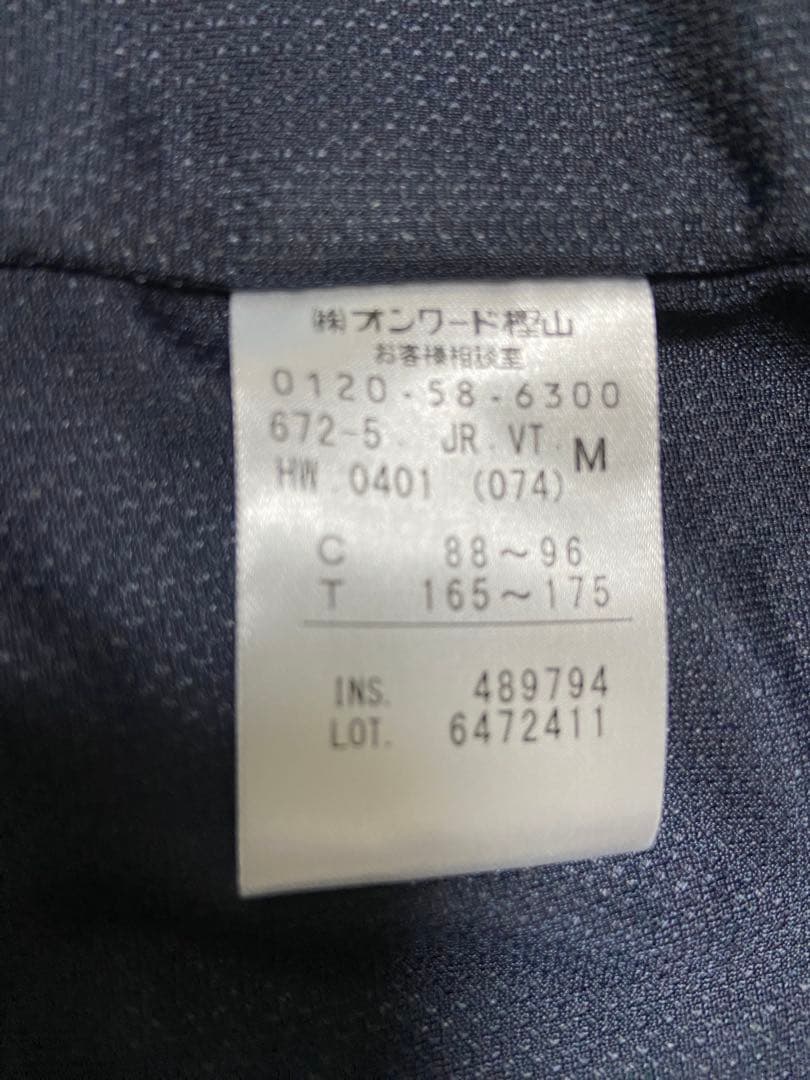 ㈱オンワード樫山
お客様相談室
0120-58-6300
672-5. JR.VT. M
HW.0401 (074)
C 88～96
T 165～175
INS. 489794
LOT. 6472411